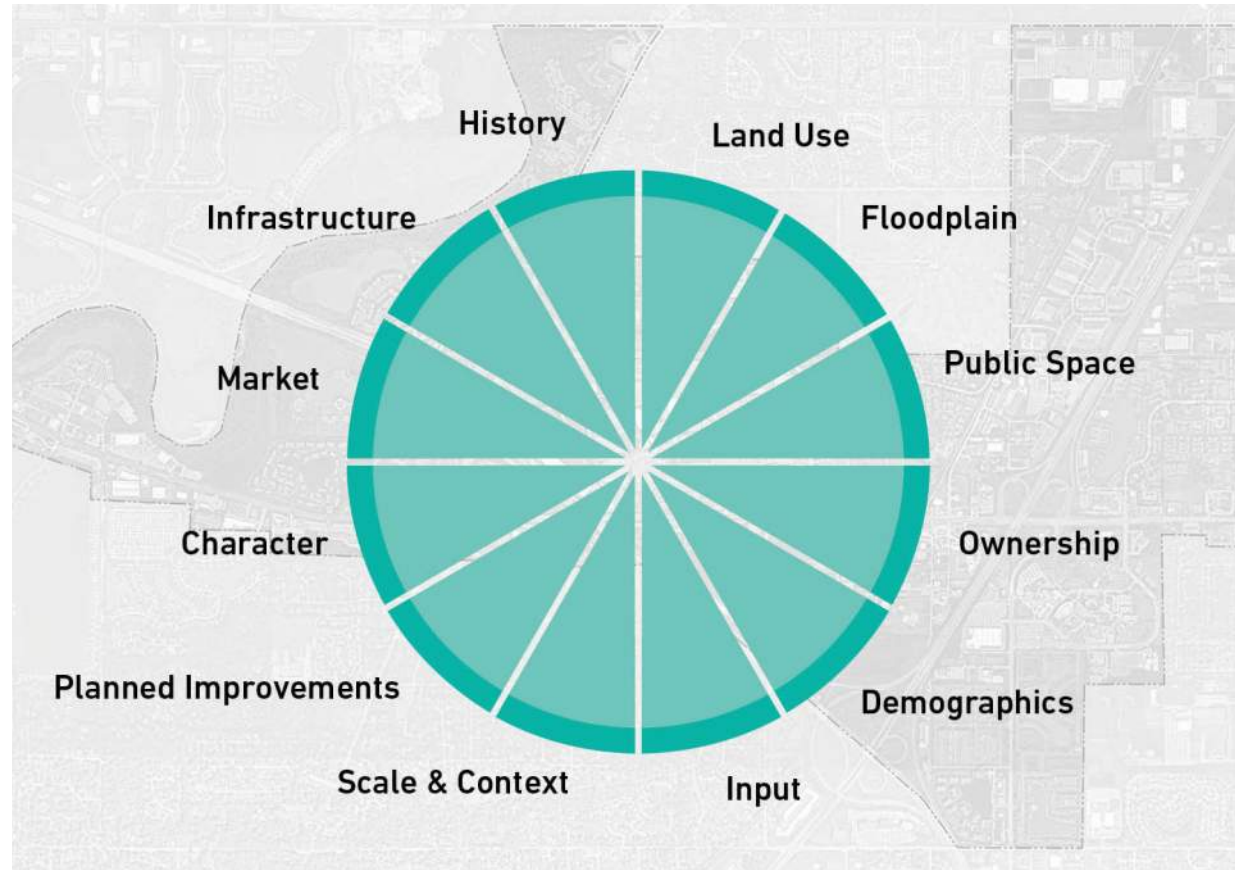 History
Land Use
Infrastructure
Floodplain
Market
Public Space
Character
Ownership
Planned Improvements
Demographics
Scale & Context
Input